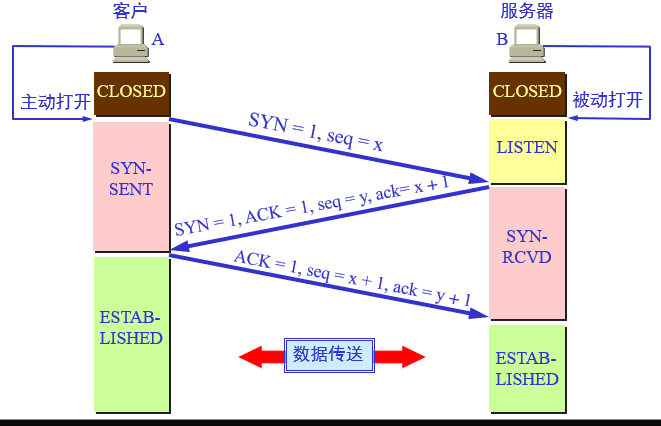 客户
服务器
A
B
CLOSED
CLOSED
主动打开
被动打开
SYN = 1, seq = x
LISTEN
SYN-
SENT
SYN = 1, ACK = 1, seq = y, ack= x + 1
SYN-
RCVD
ACK = 1, seq = x + 1, ack = y + 1
ESTAB-
LISHED
数据传送
ESTAB-
LISHED